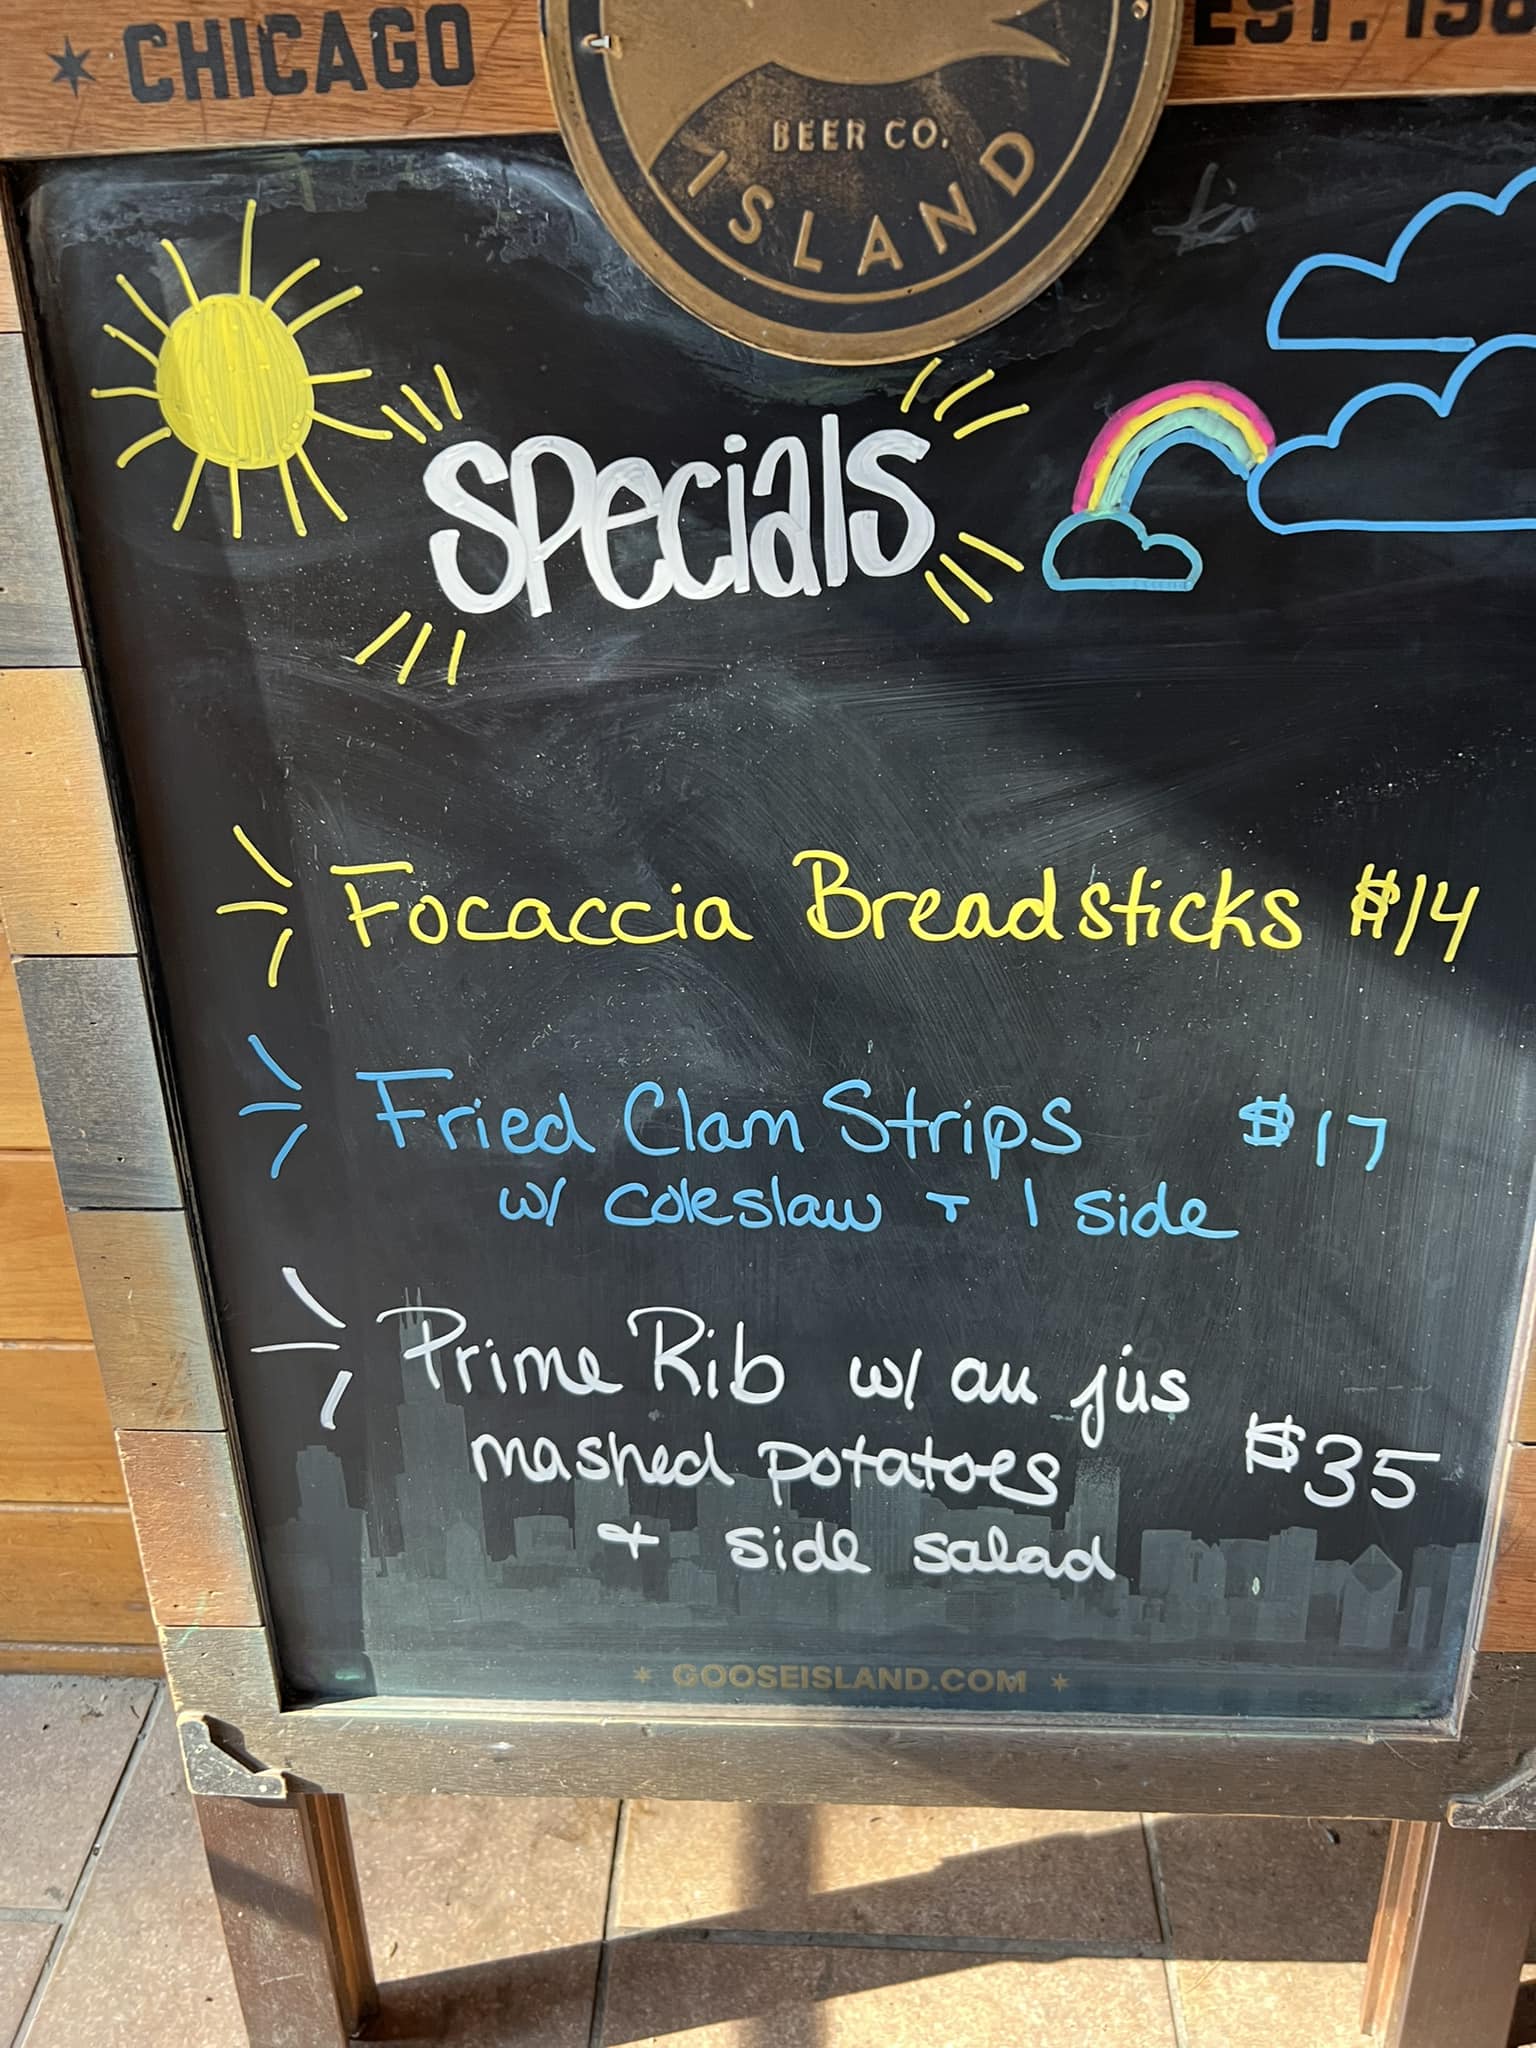 CHICAGO
BEER CO.
ISLAND
EST.
specials
Focaccia Breadsticks $14
Fried Clam Strips $17
w/ coleslaw + 1 side
Prime Rib w/ au jus
mashed potatoes $35
+ side salad
GOOSEISLAND.COM